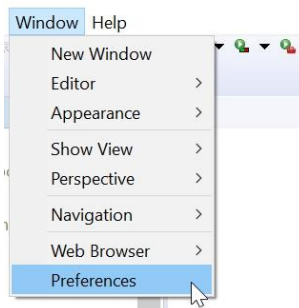 Window Help
New Window
Editor
Appearance
Show View
Perspective
Navigation
Web Browser
Preferences